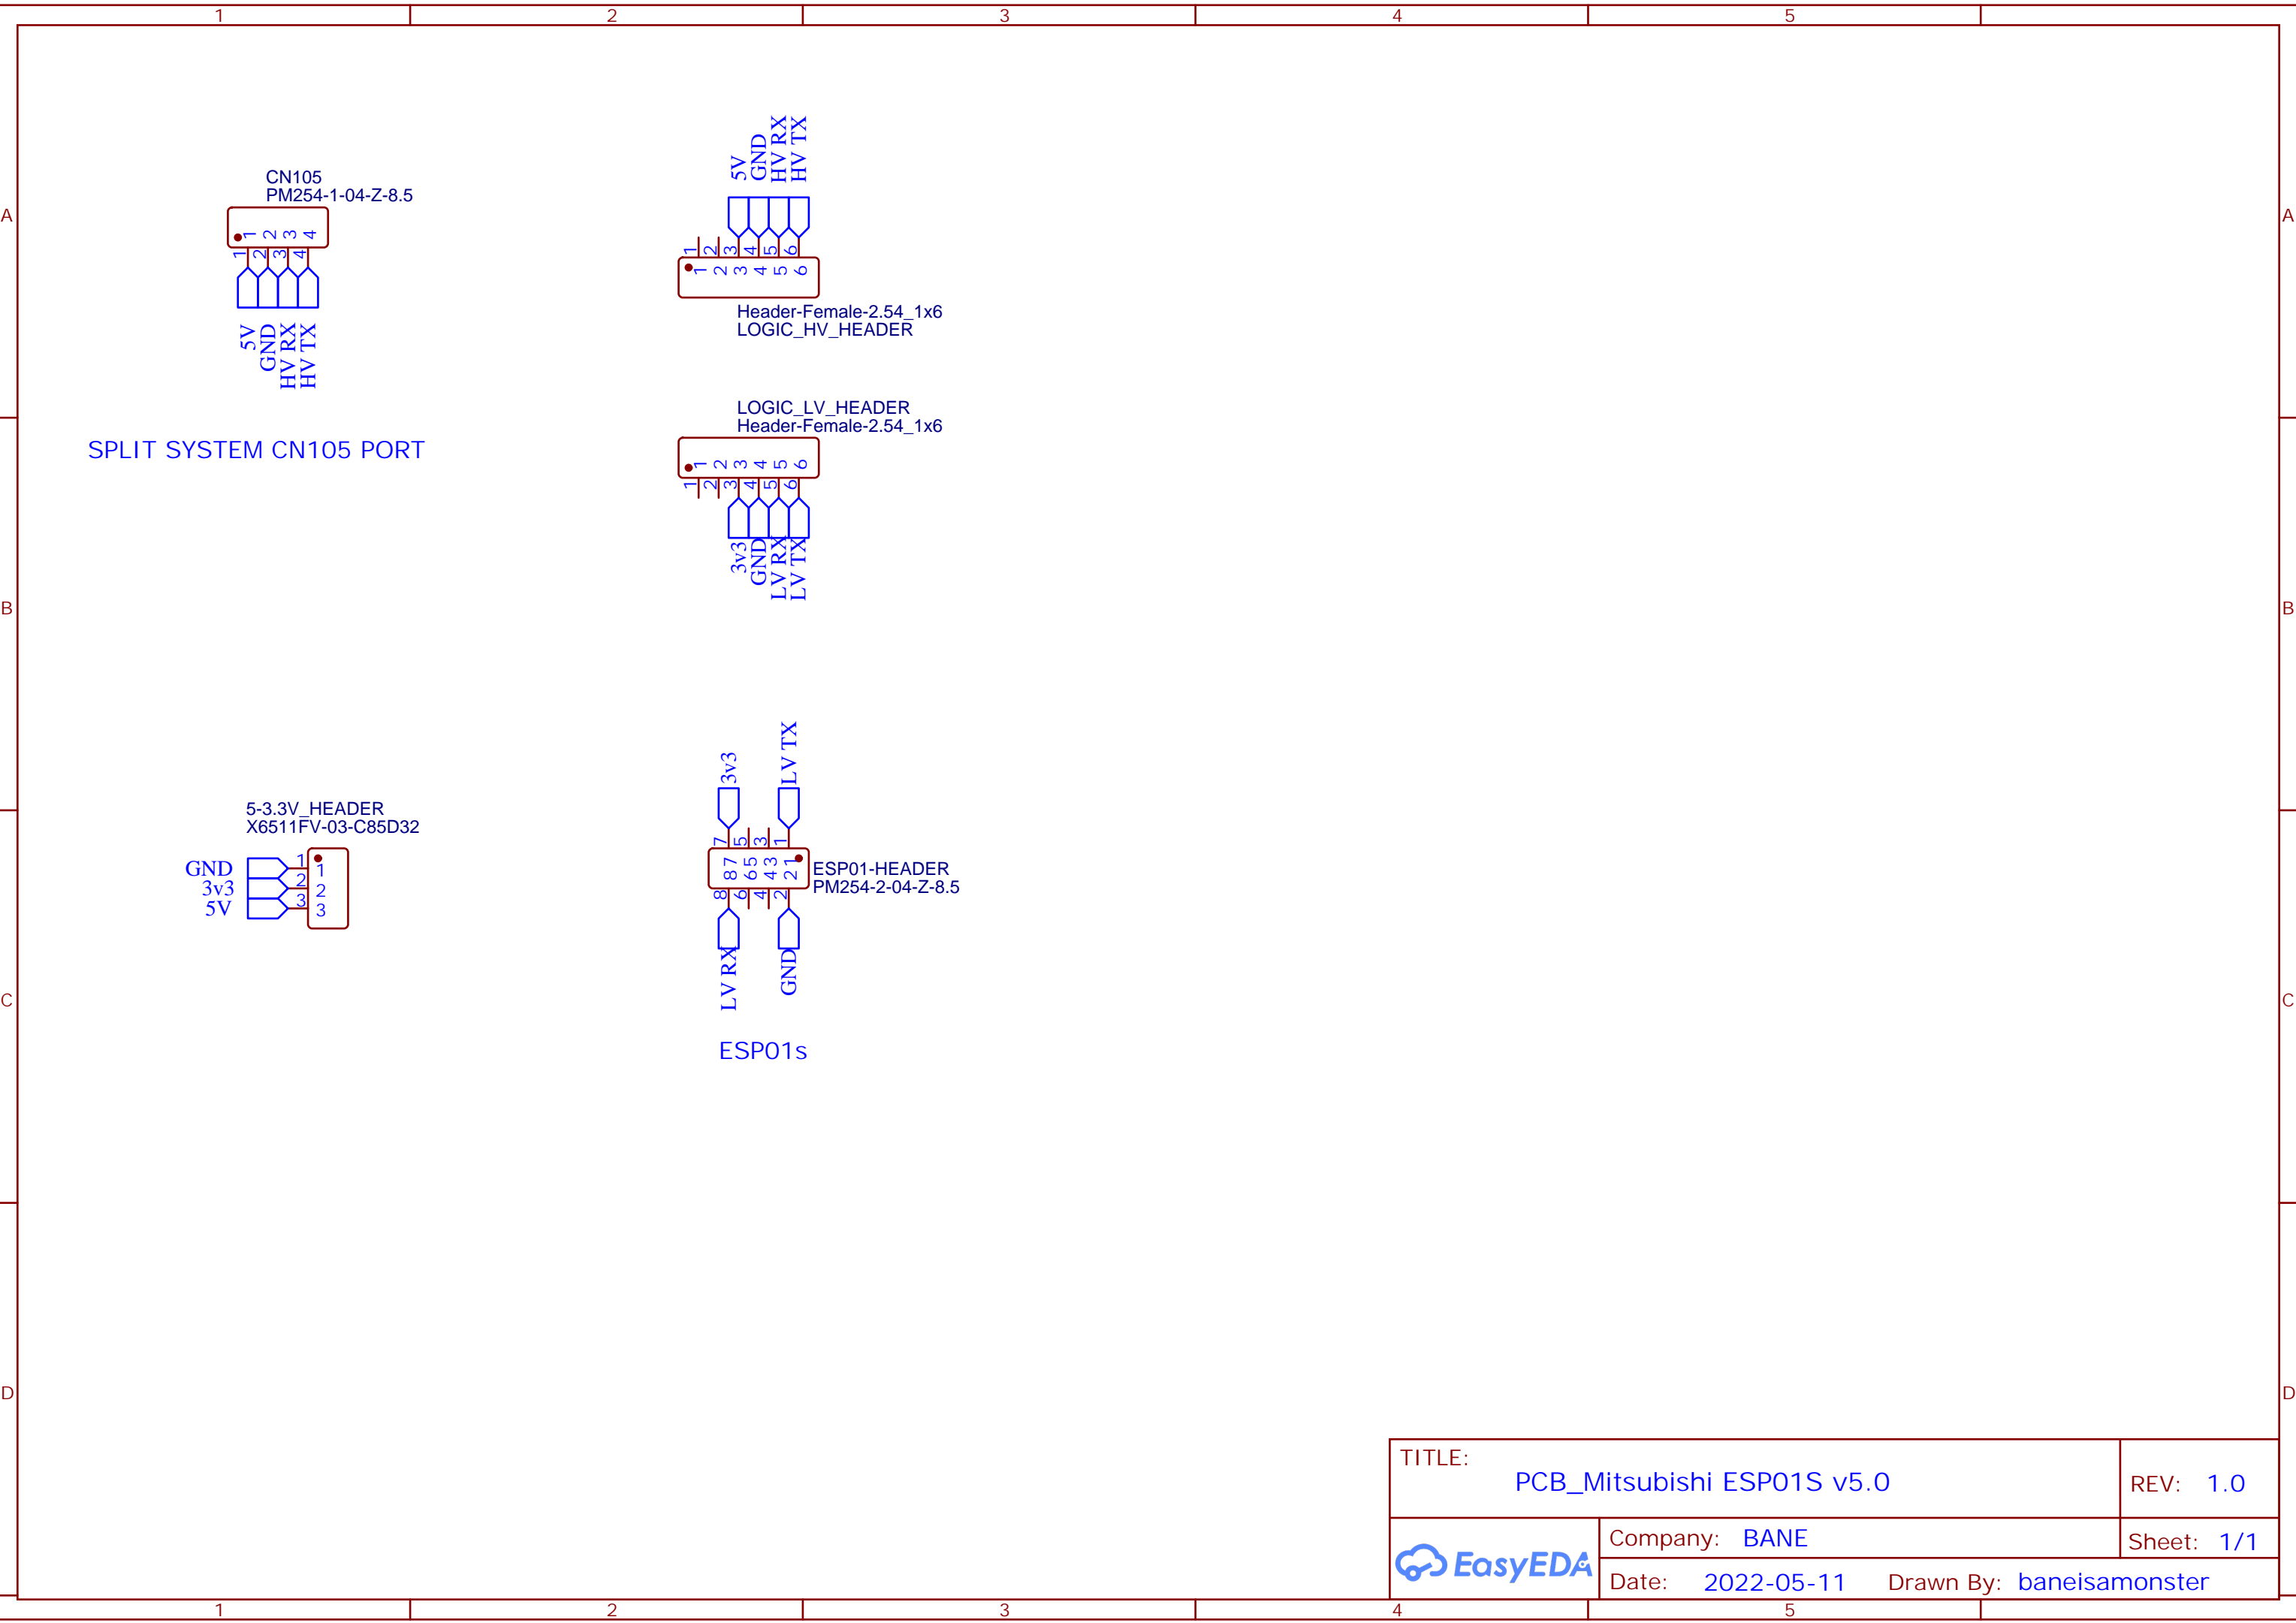 1 2 3 4 5
A A
B B
C C
D D
CN105
PM254-1-04-Z-8.5
1 2 3 4
1 2 3 4
5V
GND
HV RX
HV TX
SPLIT SYSTEM CN105 PORT
5V
GND
HV RX
HV TX
1 2 3 4 5 6
1 2 3 4 5 6
Header-Female-2.54_1x6
LOGIC_HV_HEADER
LOGIC_LV_HEADER
Header-Female-2.54_1x6
1 2 3 4 5 6
1 2 3 4 5 6
3v3
GND
LV RX
LV TX
5-3.3V_HEADER
X6511FV-03-C85D32
GND 1 1
3v3 2 2
5V 3 3
3v3
LV TX
7 5 3 1
7 5 3 1
8 6 4 2
8 6 4 2
ESP01-HEADER
PM254-2-04-Z-8.5
LV RX
GND
ESP01s
TITLE:
PCB_Mitsubishi ESP01S v5.0
REV: 1.0
EasyEDA
Company: BANE
Sheet: 1/1
Date: 2022-05-11
Drawn By: baneisamonster
1 2 3 4 5